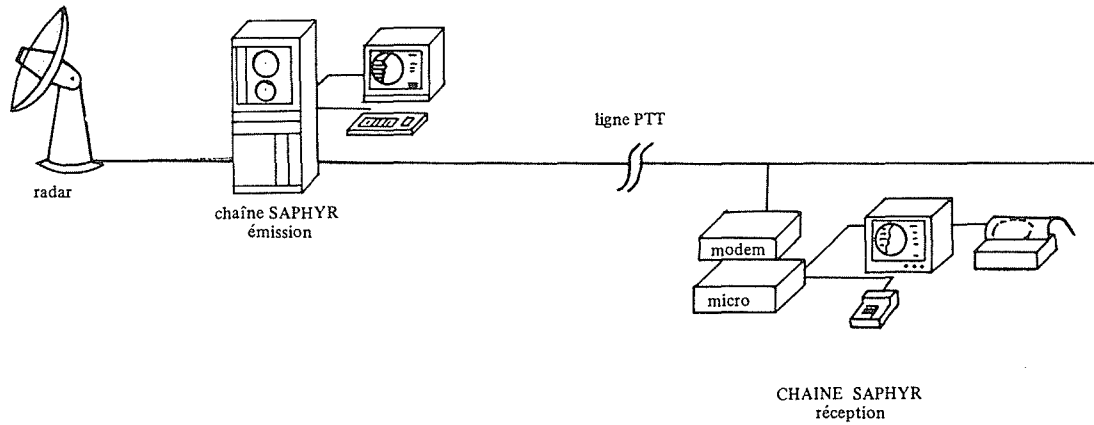 ligne PTT
radar
chaîne SAPHYR
émission
modem
micro
CHAINE SAPHYR
réception